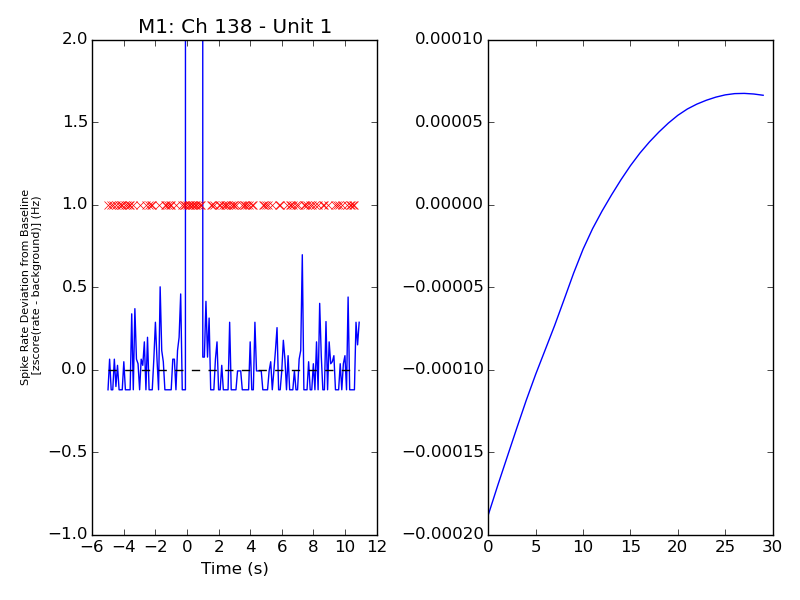 M1: Ch 138 - Unit 1
2.0
1.5
1.0
0.5
0.0
−0.5
−1.0
Spike Rate Deviation from Baseline
[zscore(rate - background)] (Hz)
−6 −4 −2 0 2 4 6 8 10 12
Time (s)
0.00010
0.00005
0.00000
−0.00005
−0.00010
−0.00015
−0.00020
0 5 10 15 20 25 30